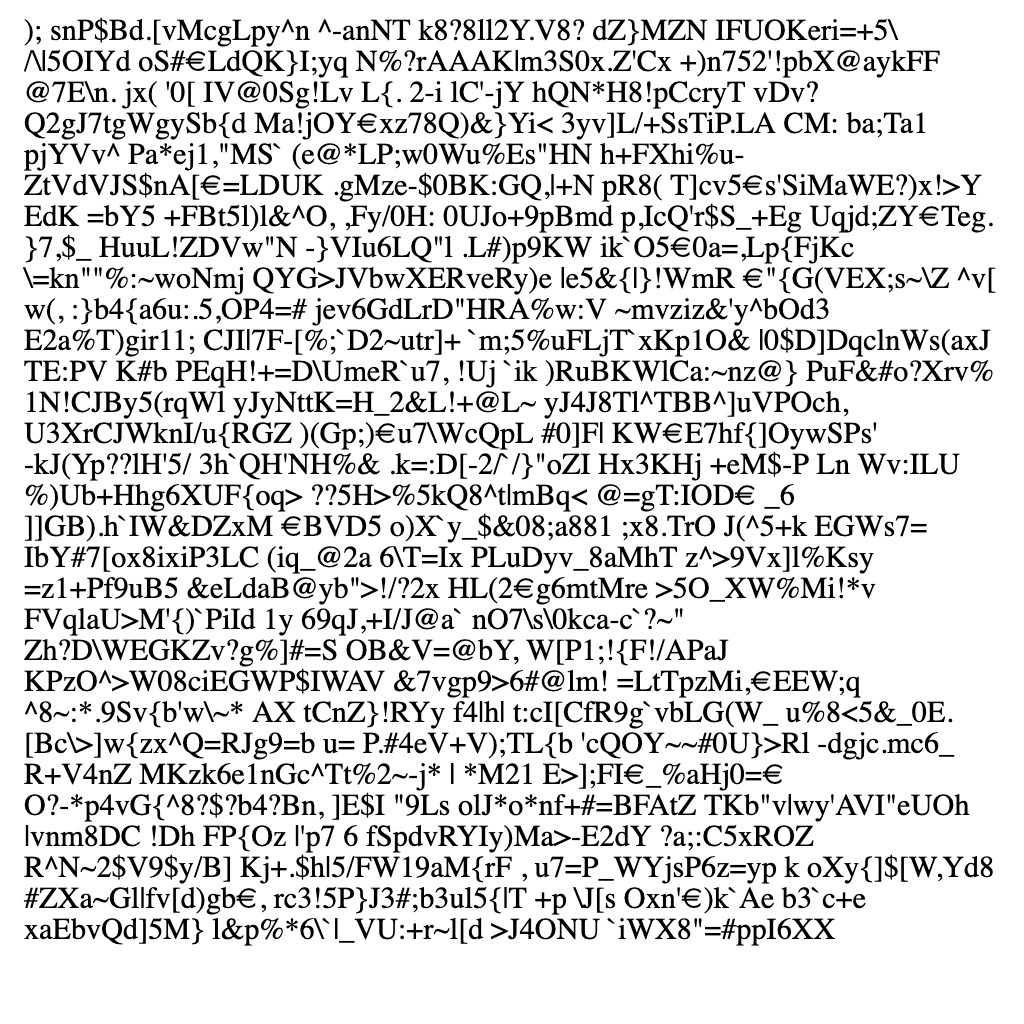 ); snP$Bd.[vMcgLpy^n ^-anNT k8?8ll2Y.V8? dZ}MZN IFUOKeri=+5\
/\|5OIYd oS#€LdQK}I;yq N%?rAAAK|m3S0x.Z'Cx +)n752'!pbX@aykFF
@7E\n. jx( '0[ IV@0Sg!Lv L{. 2-i lC'-jY hQN*H8!pCcryT vDv?
Q2gJ7tgWgySb{d Ma!jOY€xz78Q)&}Yi< 3yv]L/+SsTiP.LA CM: ba;Ta1
pjYVv^ Pa*ej1,"MS` (e@*LP;w0Wu%Es"HN h+FXhi%u-
ZtVdVJS$nA[€=LDUK .gMze-$0BK:GQ,|+N pR8( T]cv5€s'SiMaWE?)x!>Y
EdK =bY5 +FBt5l)l&^O, ,Fy/0H: 0UJo+9pBmd p,IcQ'r$S_+Eg Uqjd;ZY€Teg.
}7,$_ HuuL!ZDVw"N -}VIu6LQ"l .L#)p9KW ik`O5€0a=,Lp{FjKc
\=kn""%:~woNmj QYG>JVbwXERveRy)e |e5&{|}!WmR €"{G(VEX;s~\Z ^v[
w(, :}b4{a6u:.5,OP4=# jev6GdLrD"HRA%w:V ~mvziz&'y^bOd3
E2a%T)gir11; CJI|7F-[%;`D2~utr]+ `m;5%uFLjT`xKp1O& |0$D]DqclnWs(axJ
TE:PV K#b PEqH!+=D\UmeR`u7, !Uj`ik )RuBKWlCa:~nz@} PuF&#o?Xrv%
1N!CJBy5(rqWl yJyNttK=H_2&L!+@L~ yJ4J8Tl^TBB^]uVPOch,
U3XrCJWknI/u{RGZ )(Gp;)€u7\WcQpL #0]F| KW€E7hf{]OywSPs'
-kJ(Yp??lH'5/ 3h`QH'NH%& .k=:D[-2/`/}"oZI Hx3KHj +eM$-P Ln Wv:ILU
%)Ub+Hhg6XUF{oq> ??5H>%5kQ8^t|mBq< @=gT:IOD€ _6
]]GB).h`IW&DZxM €BVD5 o)X`y_$&08;a881 ;x8.TrO J(^5+k EGWs7=
IbY#7[ox8ixiP3LC (iq_@2a 6\T=Ix PLuDyv_8aMhT z^>9Vx]l%Ksy
=z1+Pf9uB5 &eLdaB@yb">!/?2x HL(2€g6mtMre >5O_XW%Mi!*v
FVqlaU>M'{)`PiId 1y 69qJ,+I/J@a` nO7\s\0kca-c`?~"
Zh?D\WEGKZv?g%]#=S OB&V=@bY, W[P1;!{F!/APaJ
KPzO^>W08ciEGWP$IWAV &7vgp9>6#@lm! =LtTpzMi,€EEW;q
^8~:*.9Sv{b'w\~* AX tCnZ}!RYy f4|h| t:cI[CfR9g`vbLG(W_ u%8<5&_0E.
[Bc\>]w{zx^Q=RJg9=b u= P.#4eV+V);TL{b 'cQOY~~#0U}>Rl -dgjc.mc6_
R+V4nZ MKzk6e1nGc^Tt%2~-j* | *M21 E>];FI€_%aHj0=€
O?-*p4vG{^8?$?b4?Bn, ]E$I "9Ls olJ*o*nf+#=BFAtZ TKb"v|wy'AVI"eUOh
|vnm8DC !Dh FP{Oz |'p7 6 fSpdvRYIy)Ma>-E2dY ?a;:C5xROZ
R^N~2$V9$y/B] Kj+.$h|5/FW19aM{rF , u7=P_WYjsP6z=yp k oXy{]$[W,Yd8
#ZXa~Gl|fv[d)gb€, rc3!5P}J3#;b3ul5{|T +p \J[s Oxn'€)k`Ae b3`c+e
xaEbvQd]5M} l&p%*6\`|_VU:+r~l[d >J4ONU `iWX8"=#ppI6XX